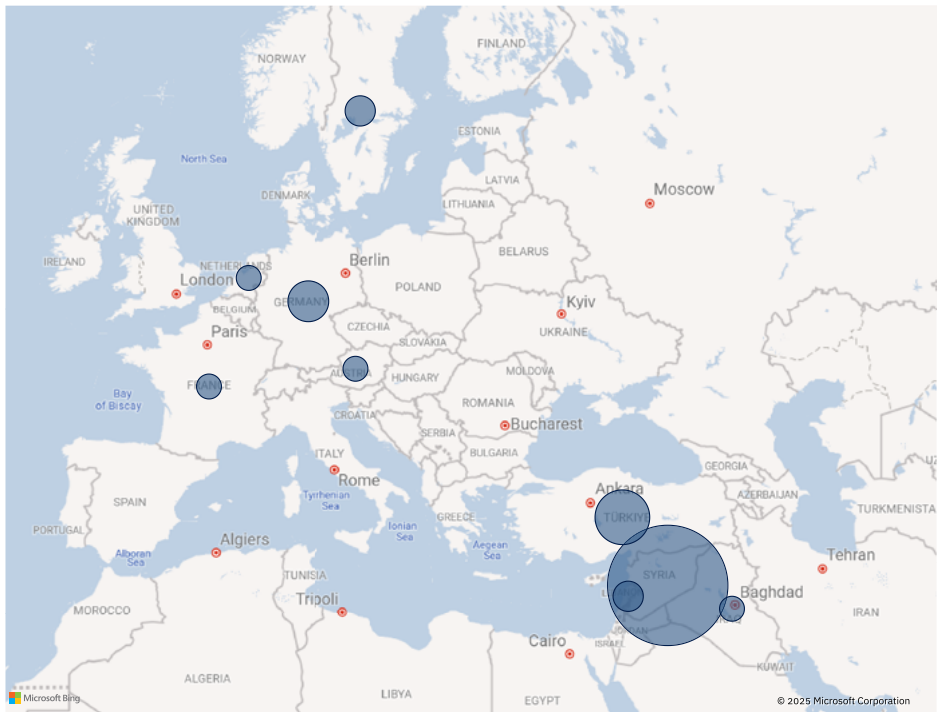 FINLAND
NORWAY
ESTONIA
North Sea
LATVIA
DENMARK
Moscow
LITHUANIA
UNITED
KINGDOM
BELARUS
IRELAND
NETHERLANDS
Berlin
London
POLAND
GERMANY
Kyiv
BELGIUM
Paris
CZECHIA
UKRAINE
SLOVAKIA
AUSTRIA
MOLDOVA
HUNGARY
FRANCE
Bay
of Biscay
ROMANIA
CROATIA
Bucharest
SERBIA
BULGARIA
ITALY
GEORGIA
Rome
Ankara
AZERBAIJAN
Tyrrhenian
Sea
SPAIN
TURKMENISTA
GREECE
TÜRKIYE
PORTUGAL
Ionian
Sea
Algiers
Aegean
Sea
Alboran
Sea
Tehran
TUNISIA
SYRIA
Baghdad
Tripoli
MOROCCO
IRAN
JORDAN
Cairo
ISRAEL
KUWAIT
ALGERIA
LIBYA
EGYPT
Microsoft Bing
© 2025 Microsoft Corporation